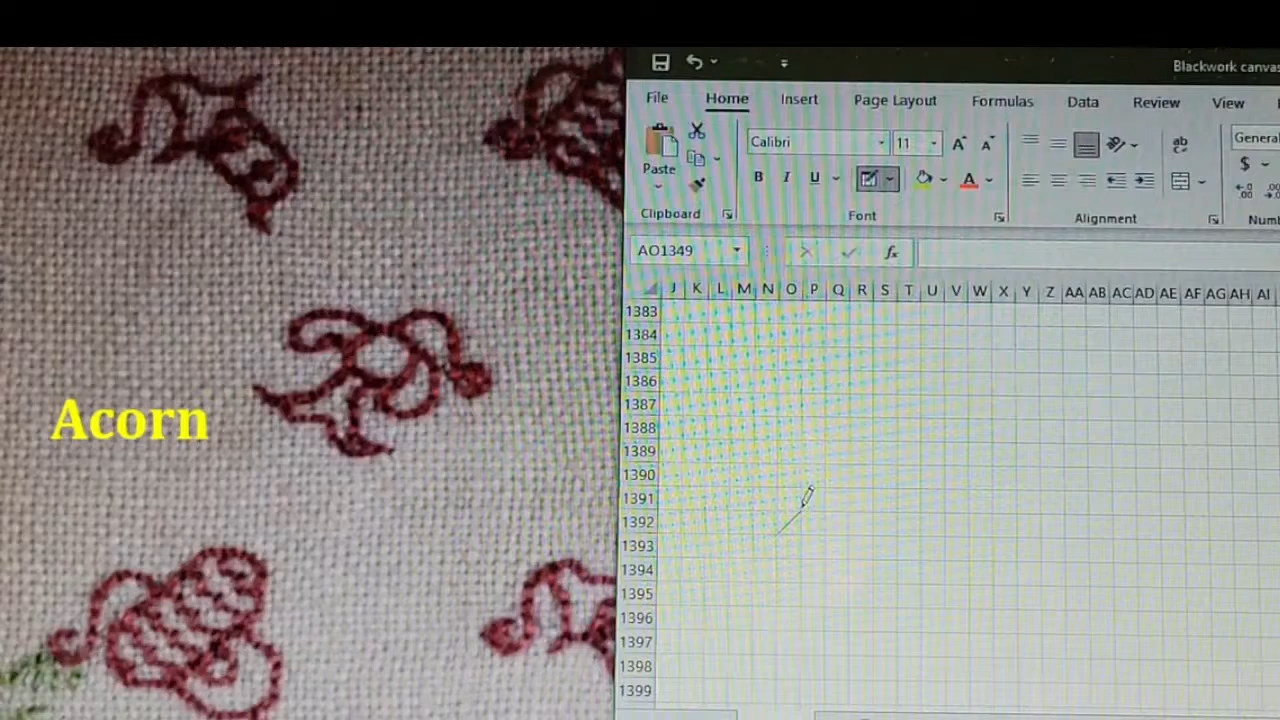 Acorn
Blackwork canvas
File Home Insert Page Layout Formulas Data Review View
Calibri 11 General
Paste B I U A $
Clipboard Font Alignment
AO1349 fx
J K L M N O P Q R S T U V W X Y Z AA AB AC AD AE AF AG AH AI
1383
1384
1385
1386
1387
1388
1389
1390
1391
1392
1393
1394
1395
1396
1397
1398
1399